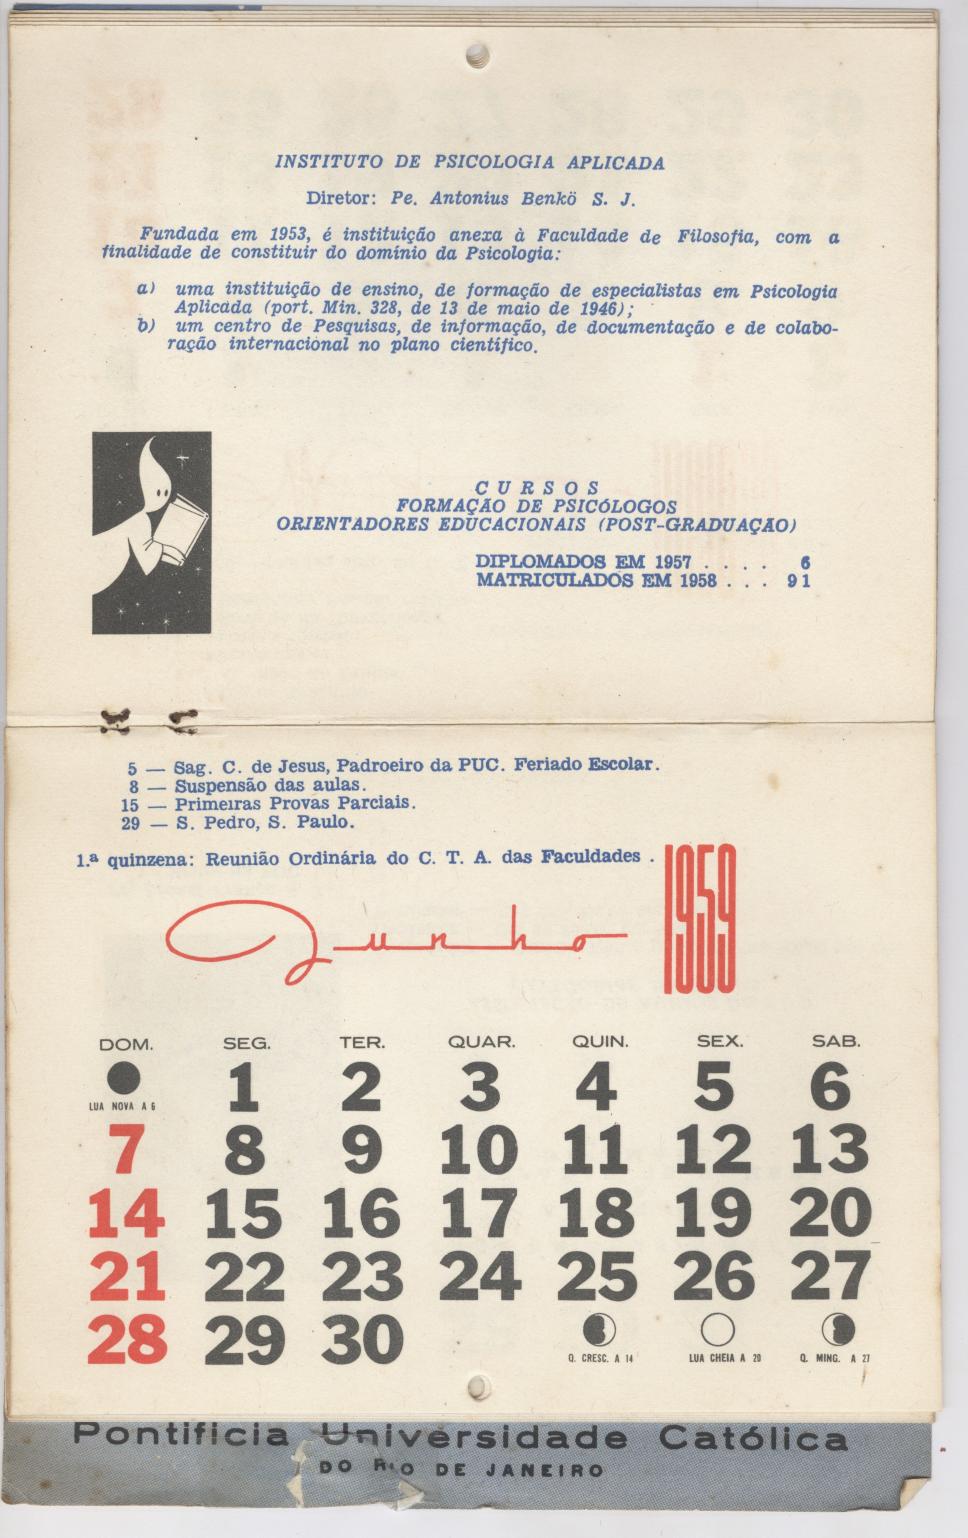 INSTITUTO DE PSICOLOGIA APLICADA
Diretor: Pe. Antonius Benkö S. J.
Fundada em 1953, é instituição anexa à Faculdade de Filosofia, com a
finalidade de constituir do domínio da Psicologia:
a) uma instituição de ensino, de formação de especialistas em Psicologia
Aplicada (port. Min. 328, de 13 de maio de 1946);
b) um centro de Pesquisas, de informação, de documentação e de colabo-
ração internacional no plano científico.
CURSOS
FORMAÇÃO DE PSICÓLOGOS
ORIENTADORES EDUCACIONAIS (POST-GRADUAÇÃO)
DIPLOMADOS EM 1957 . . . . 6
MATRICULADOS EM 1958 . . . 91
5 — Sag. C. de Jesus, Padroeiro da PUC. Feriado Escolar.
8 — Suspensão das aulas.
15 — Primeiras Provas Parciais.
29 — S. Pedro, S. Paulo.
1.ª quinzena: Reunião Ordinária do C. T. A. das Faculdades .
Junho 1959
DOM. SEG. TER. QUAR. QUIN. SEX. SAB.
1 2 3 4 5 6
LUA NOVA A 6
7 8 9 10 11 12 13
14 15 16 17 18 19 20
21 22 23 24 25 26 27
28 29 30
Q. CRESC. A 14 LUA CHEIA A 20 Q. MING. A 27
Pontifícia Universidade Católica
DO RIO DE JANEIRO